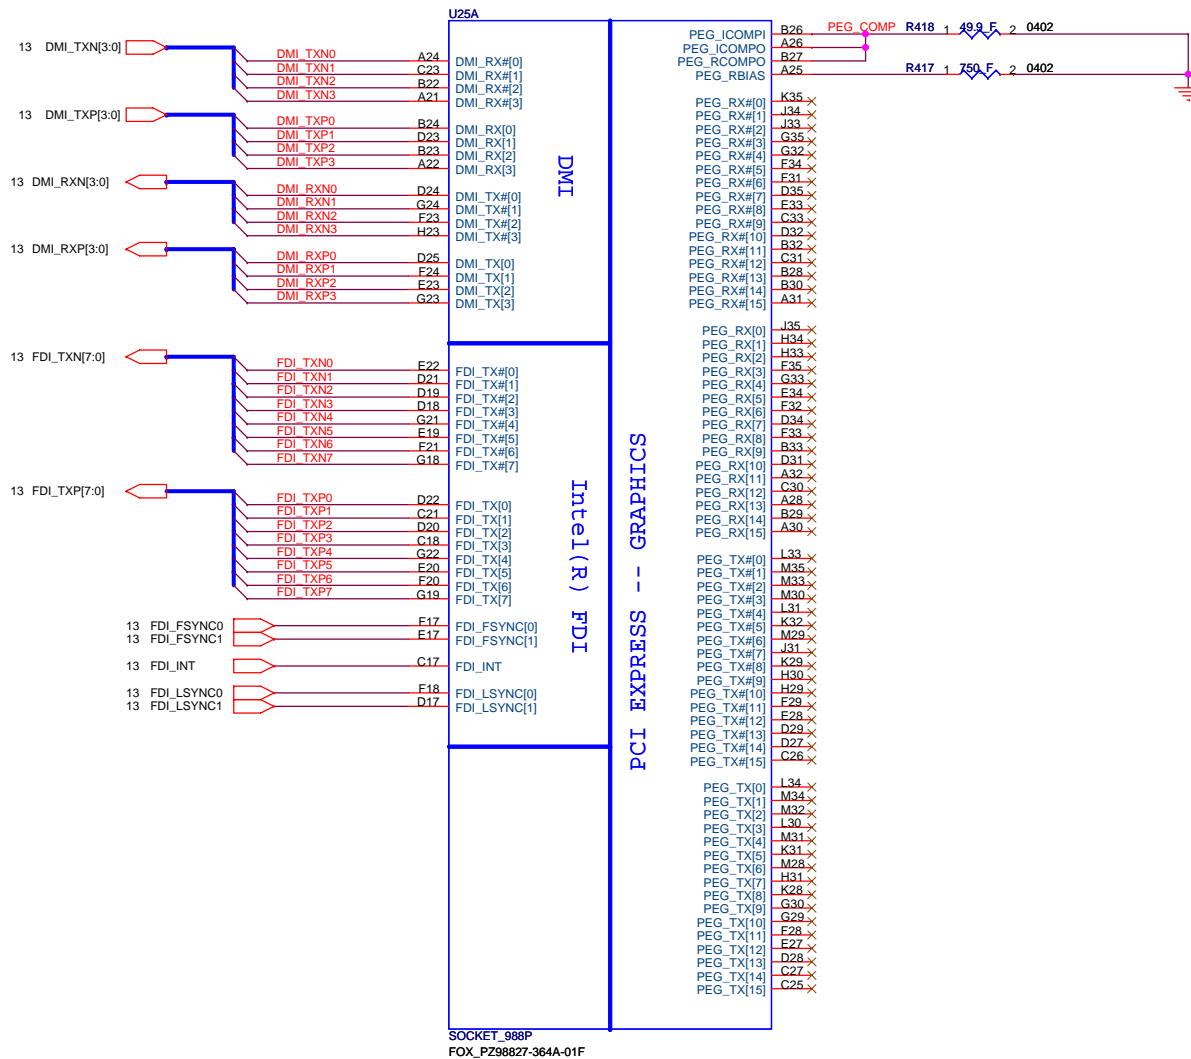 U25A
13 DMI_TXN[3:0]
DMI_TXN0 A24 DMI_RX#[0]
DMI_TXN1 C23 DMI_RX#[1]
DMI_TXN2 B22 DMI_RX#[2]
DMI_TXN3 A21 DMI_RX#[3]
13 DMI_TXP[3:0]
DMI_TXP0 B24 DMI_RX[0]
DMI_TXP1 D23 DMI_RX[1]
DMI_TXP2 B23 DMI_RX[2]
DMI_TXP3 A22 DMI_RX[3]
13 DMI_RXN[3:0]
DMI_RXN0 D24 DMI_TX#[0]
DMI_RXN1 G24 DMI_TX#[1]
DMI_RXN2 F23 DMI_TX#[2]
DMI_RXN3 H23 DMI_TX#[3]
13 DMI_RXP[3:0]
DMI_RXP0 D25 DMI_TX[0]
DMI_RXP1 F24 DMI_TX[1]
DMI_RXP2 E23 DMI_TX[2]
DMI_RXP3 G23 DMI_TX[3]
DMI
13 FDI_TXN[7:0]
FDI_TXN0 E22 FDI_TX#[0]
FDI_TXN1 D21 FDI_TX#[1]
FDI_TXN2 D19 FDI_TX#[2]
FDI_TXN3 D18 FDI_TX#[3]
FDI_TXN4 G21 FDI_TX#[4]
FDI_TXN5 E19 FDI_TX#[5]
FDI_TXN6 F21 FDI_TX#[6]
FDI_TXN7 G18 FDI_TX#[7]
13 FDI_TXP[7:0]
FDI_TXP0 D22 FDI_TX[0]
FDI_TXP1 C21 FDI_TX[1]
FDI_TXP2 D20 FDI_TX[2]
FDI_TXP3 C18 FDI_TX[3]
FDI_TXP4 G22 FDI_TX[4]
FDI_TXP5 E20 FDI_TX[5]
FDI_TXP6 F20 FDI_TX[6]
FDI_TXP7 G19 FDI_TX[7]
13 FDI_FSYNC0 F17 FDI_FSYNC[0]
13 FDI_FSYNC1 E17 FDI_FSYNC[1]
13 FDI_INT C17 FDI_INT
13 FDI_LSYNC0 F18 FDI_LSYNC[0]
13 FDI_LSYNC1 D17 FDI_LSYNC[1]
Intel(R) FDI
PCI EXPRESS -- GRAPHICS
PEG_ICOMPI B26 PEG_COMP R418 1 49.9_F 2 0402
PEG_ICOMPO A26
PEG_RCOMPO B27
PEG_RBIAS A25 R417 1 750_F 2 0402
PEG_RX#[0] K35
PEG_RX#[1] J34
PEG_RX#[2] J33
PEG_RX#[3] G35
PEG_RX#[4] G32
PEG_RX#[5] F34
PEG_RX#[6] F31
PEG_RX#[7] D35
PEG_RX#[8] E33
PEG_RX#[9] C33
PEG_RX#[10] D32
PEG_RX#[11] B32
PEG_RX#[12] C31
PEG_RX#[13] B28
PEG_RX#[14] B30
PEG_RX#[15] A31
PEG_RX[0] J35
PEG_RX[1] H34
PEG_RX[2] H33
PEG_RX[3] F35
PEG_RX[4] G33
PEG_RX[5] E34
PEG_RX[6] F32
PEG_RX[7] D34
PEG_RX[8] F33
PEG_RX[9] B33
PEG_RX[10] D31
PEG_RX[11] A32
PEG_RX[12] C30
PEG_RX[13] A28
PEG_RX[14] B29
PEG_RX[15] A30
PEG_TX#[0] L33
PEG_TX#[1] M35
PEG_TX#[2] M33
PEG_TX#[3] M30
PEG_TX#[4] L31
PEG_TX#[5] K32
PEG_TX#[6] M29
PEG_TX#[7] J31
PEG_TX#[8] K29
PEG_TX#[9] H30
PEG_TX#[10] H29
PEG_TX#[11] F29
PEG_TX#[12] E28
PEG_TX#[13] D29
PEG_TX#[14] D27
PEG_TX#[15] C26
PEG_TX[0] L34
PEG_TX[1] M34
PEG_TX[2] M32
PEG_TX[3] L30
PEG_TX[4] M31
PEG_TX[5] K31
PEG_TX[6] M28
PEG_TX[7] H31
PEG_TX[8] K28
PEG_TX[9] G30
PEG_TX[10] G29
PEG_TX[11] F28
PEG_TX[12] E27
PEG_TX[13] D28
PEG_TX[14] C27
PEG_TX[15] C25
SOCKET_988P
FOX_PZ98827-364A-01F